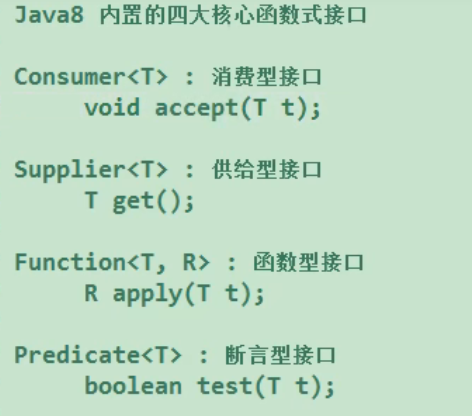 Java8 内置的四大核心函数式接口
Consumer<T> : 消费型接口
void accept(T t);
Supplier<T> : 供给型接口
T get();
Function<T, R> : 函数型接口
R apply(T t);
Predicate<T> : 断言型接口
boolean test(T t);